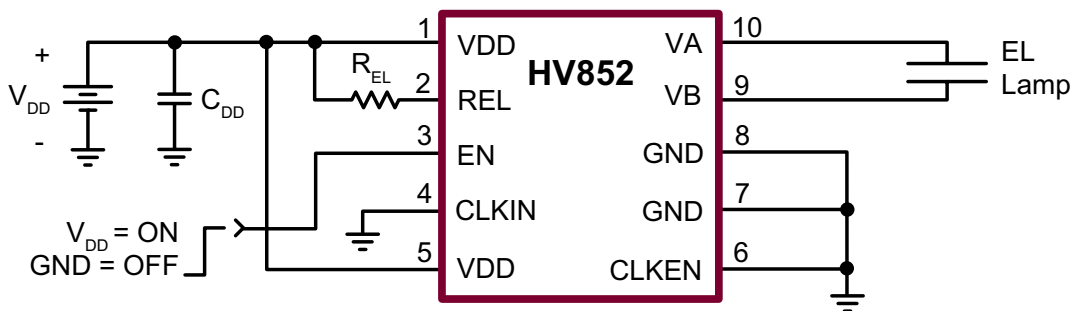 +
V_DD
-
C_DD
R_EL
V_DD = ON
GND = OFF
1
2
3
4
5
HV852
VDD
REL
EN
CLKIN
VDD
VA
VB
GND
GND
CLKEN
10
9
8
7
6
EL
Lamp